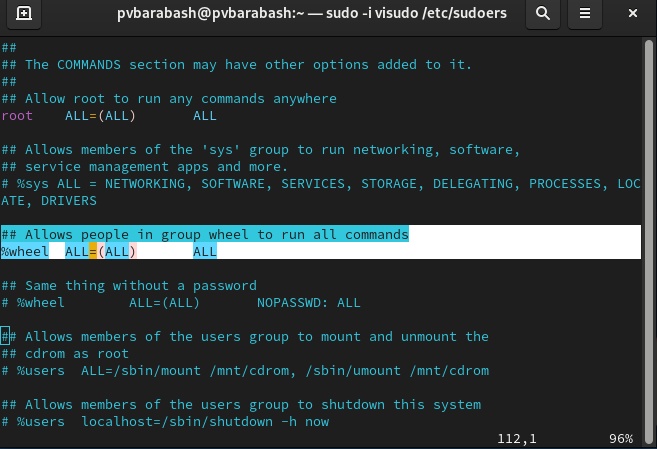 pvbarabash@pvbarabash:~ — sudo -i visudo /etc/sudoers
##
## The COMMANDS section may have other options added to it.
##
## Allow root to run any commands anywhere
root    ALL=(ALL)       ALL
## Allows members of the 'sys' group to run networking, software,
## service management apps and more.
# %sys ALL = NETWORKING, SOFTWARE, SERVICES, STORAGE, DELEGATING, PROCESSES, LOC
ATE, DRIVERS
## Allows people in group wheel to run all commands
%wheel  ALL=(ALL)       ALL
## Same thing without a password
# %wheel        ALL=(ALL)       NOPASSWD: ALL
## Allows members of the users group to mount and unmount the
## cdrom as root
# %users  ALL=/sbin/mount /mnt/cdrom, /sbin/umount /mnt/cdrom
## Allows members of the users group to shutdown this system
# %users  localhost=/sbin/shutdown -h now
112,1         96%